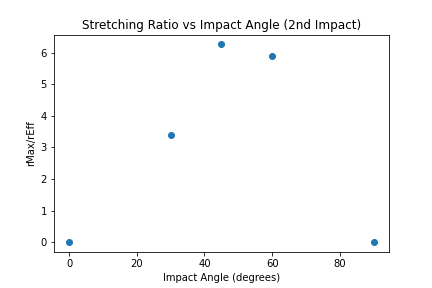 Stretching Ratio vs Impact Angle (2nd Impact)
6
5
4
3
2
1
0
rMax/rEff
0 20 40 60 80
Impact Angle (degrees)